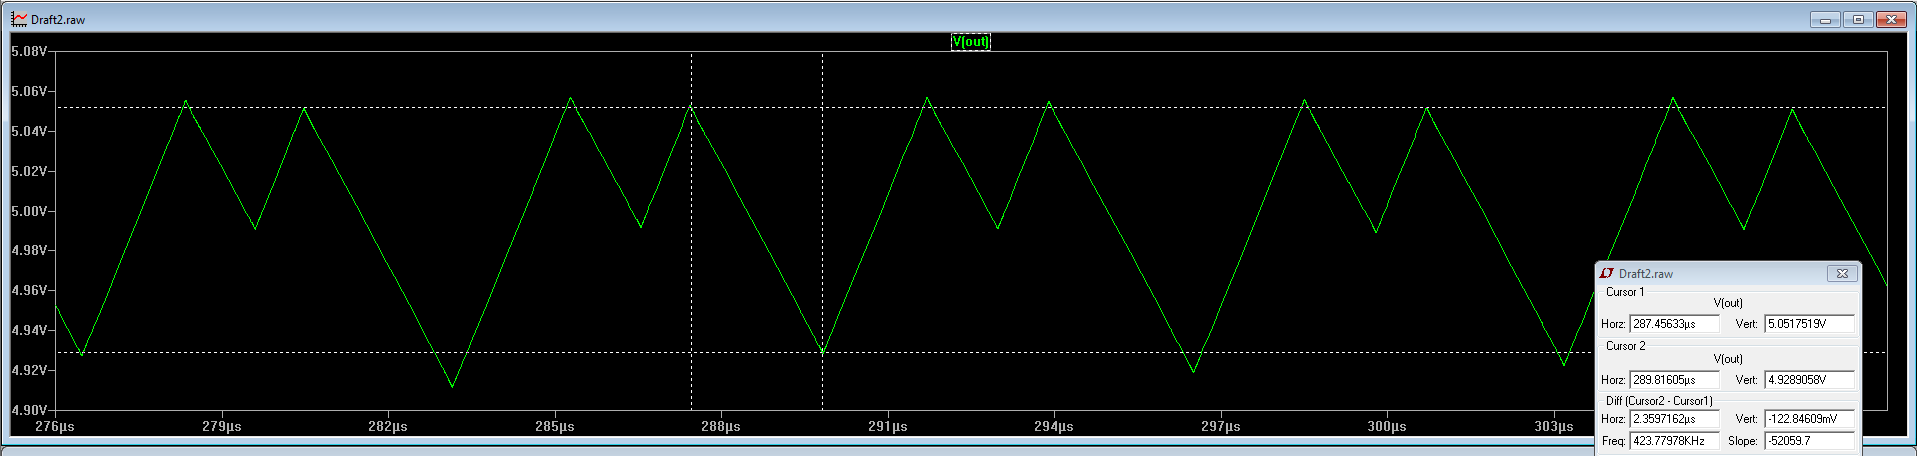 Draft2.raw
V(out)
5.08V
5.06V
5.04V
5.02V
5.00V
4.98V
4.96V
4.94V
4.92V
4.90V
276µs 279µs 282µs 285µs 288µs 291µs 294µs 297µs 300µs 303µs
Draft2.raw
Cursor 1
V(out)
Horz: 287.45633µs Vert: 5.0517519V
Cursor 2
V(out)
Horz: 289.81605µs Vert: 4.9289058V
Diff (Cursor2 - Cursor1)
Horz: 2.3597162µs Vert: -122.84609mV
Freq: 423.77978KHz Slope: -52059.7